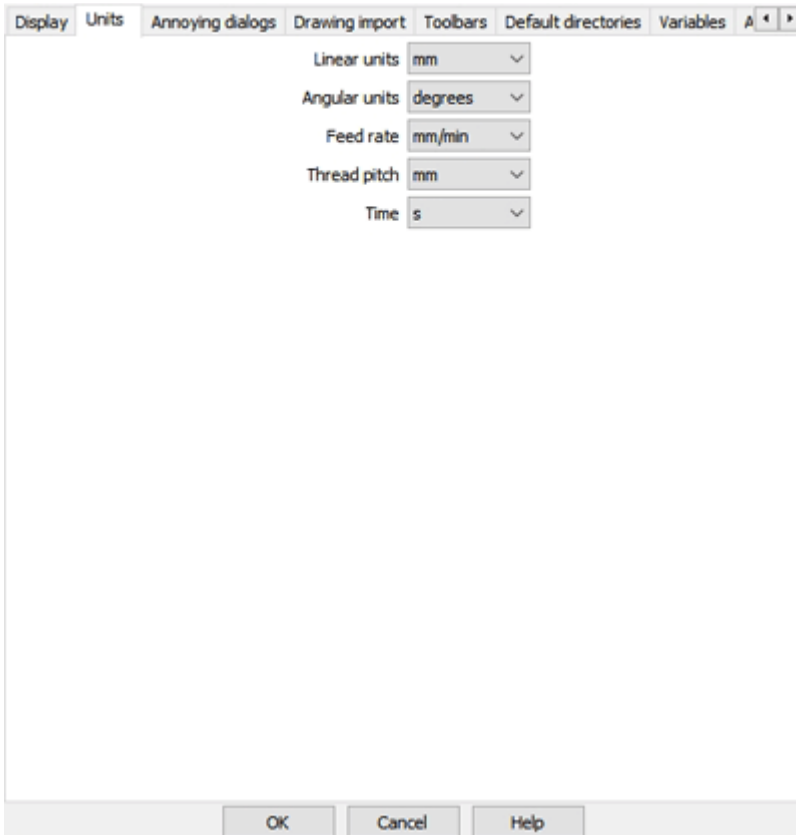 Display Units Annoying dialogs Drawing import Toolbars Default directories Variables
Linear units mm
Angular units degrees
Feed rate mm/min
Thread pitch mm
Time s
OK Cancel Help